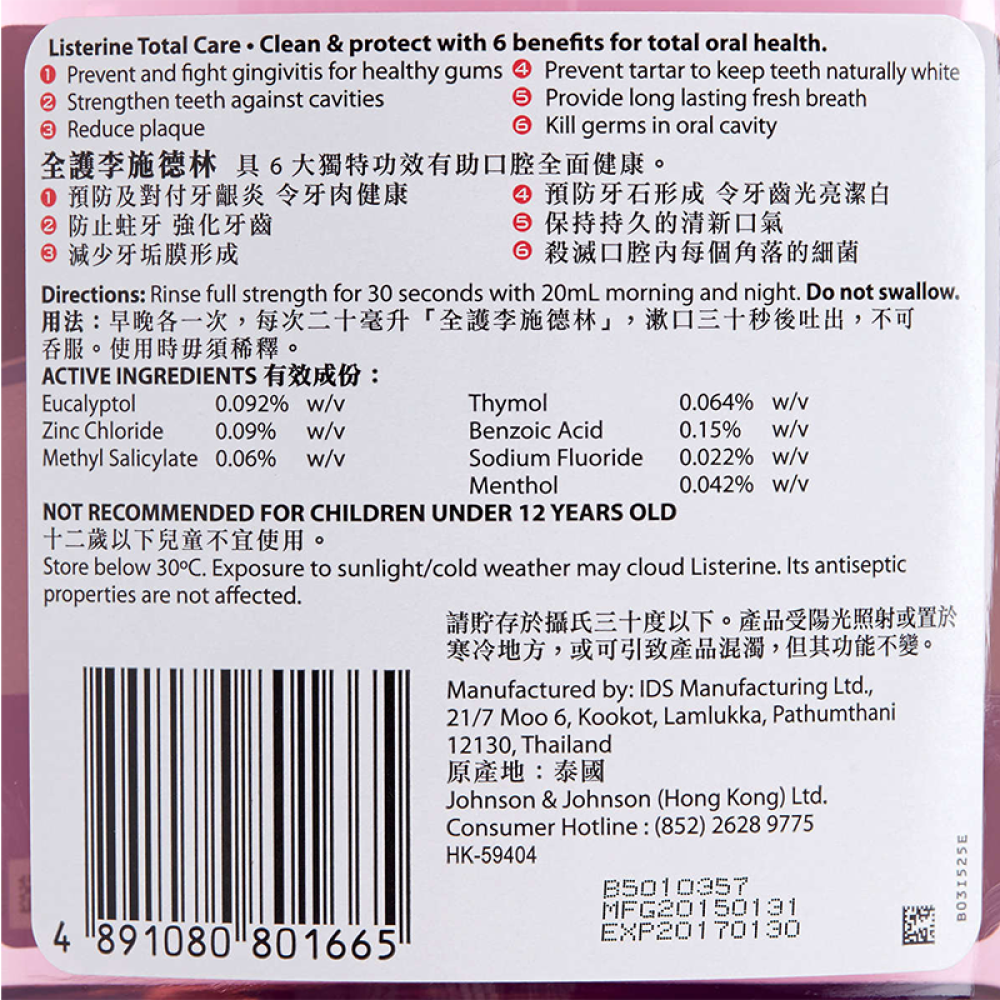 Listerine Total Care • Clean & protect with 6 benefits for total oral health.
❶ Prevent and fight gingivitis for healthy gums ❹ Prevent tartar to keep teeth naturally white
❷ Strengthen teeth against cavities ❺ Provide long lasting fresh breath
❸ Reduce plaque ❻ Kill germs in oral cavity
全護李施德林 具 6 大獨特功效有助口腔全面健康。
❶ 預防及對付牙齦炎 令牙肉健康 ❹ 預防牙石形成 令牙齒光亮潔白
❷ 防止蛀牙 強化牙齒 ❺ 保持持久的清新口氣
❸ 減少牙垢膜形成 ❻ 殺滅口腔內每個角落的細菌
Directions: Rinse full strength for 30 seconds with 20mL morning and night. Do not swallow.
用法：早晚各一次，每次二十毫升「全護李施德林」，漱口三十秒後吐出，不可
吞服。使用時毋須稀釋。
ACTIVE INGREDIENTS 有效成份：
Eucalyptol 0.092% w/v Thymol 0.064% w/v
Zinc Chloride 0.09% w/v Benzoic Acid 0.15% w/v
Methyl Salicylate 0.06% w/v Sodium Fluoride 0.022% w/v
Menthol 0.042% w/v
NOT RECOMMENDED FOR CHILDREN UNDER 12 YEARS OLD
十二歲以下兒童不宜使用。
Store below 30ºC. Exposure to sunlight/cold weather may cloud Listerine. Its antiseptic
properties are not affected.
請貯存於攝氏三十度以下。產品受陽光照射或置於
寒冷地方，或可引致產品混濁，但其功能不變。
Manufactured by: IDS Manufacturing Ltd.,
21/7 Moo 6, Kookot, Lamlukka, Pathumthani
12130, Thailand
原產地：泰國
Johnson & Johnson (Hong Kong) Ltd.
Consumer Hotline : (852) 2628 9775
HK-59404
B5010357
MFG20150131
EXP20170130
B031525E
4 891080 801665